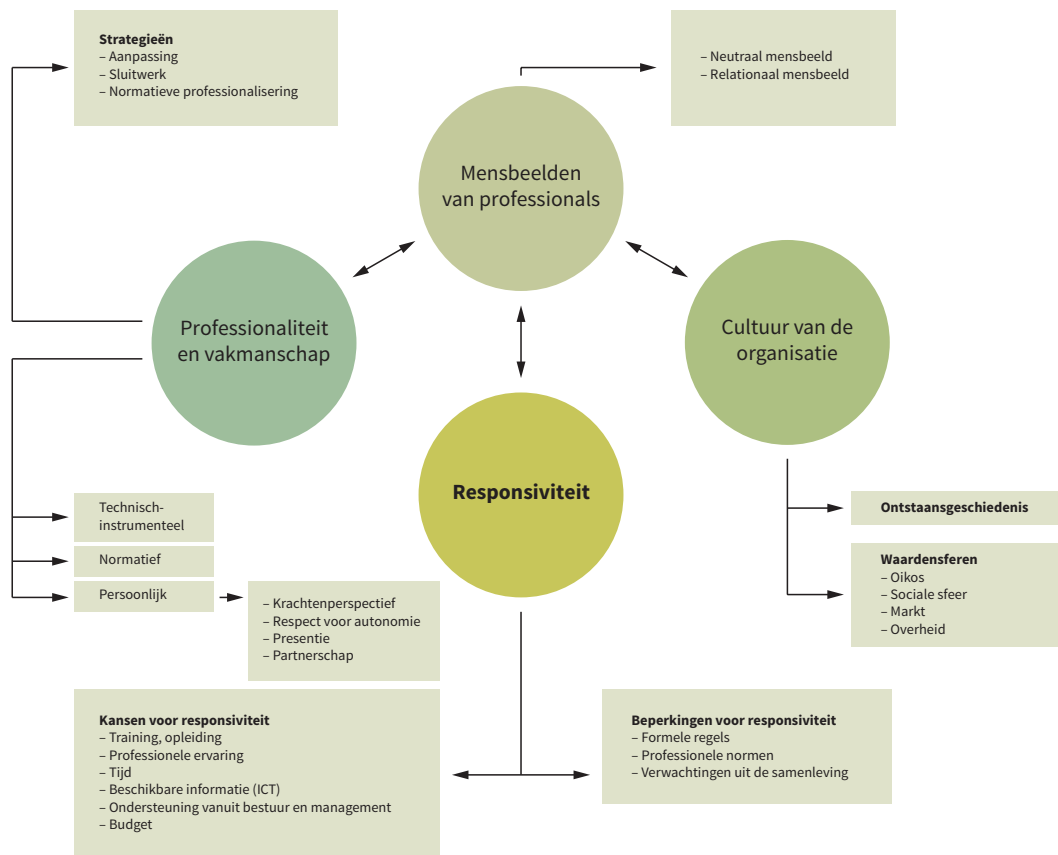 Strategieën
– Aanpassing
– Sluitwerk
– Normatieve professionalisering
– Neutraal mensbeeld
– Relationaal mensbeeld
Mensbeelden
van professionals
Professionaliteit
en vakmanschap
Cultuur van de
organisatie
Responsiviteit
Technisch-
instrumenteel
Normatief
Persoonlijk
– Krachtenperspectief
– Respect voor autonomie
– Presentie
– Partnerschap
Ontstaansgeschiedenis
Waardensferen
– Oikos
– Sociale sfeer
– Markt
– Overheid
Kansen voor responsiviteit
– Training, opleiding
– Professionele ervaring
– Tijd
– Beschikbare informatie (ICT)
– Ondersteuning vanuit bestuur en management
– Budget
Beperkingen voor responsiviteit
– Formele regels
– Professionele normen
– Verwachtingen uit de samenleving